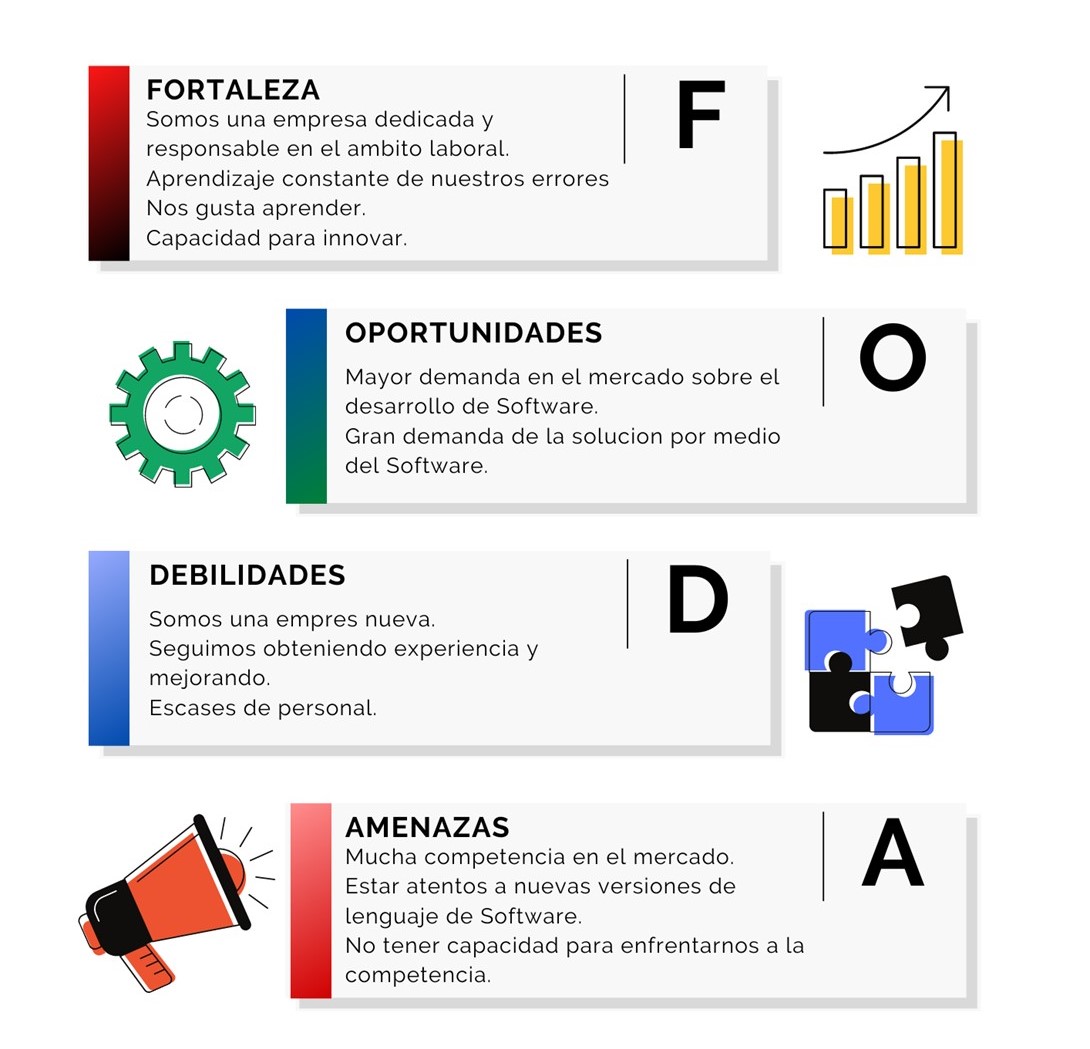 FORTALEZA
F
Somos una empresa dedicada y
responsable en el ambito laboral.
Aprendizaje constante de nuestros errores
Nos gusta aprender.
Capacidad para innovar.
OPORTUNIDADES
O
Mayor demanda en el mercado sobre el
desarrollo de Software.
Gran demanda de la solucion por medio
del Software.
DEBILIDADES
D
Somos una empres nueva.
Seguimos obteniendo experiencia y
mejorando.
Escases de personal.
AMENAZAS
A
Mucha competencia en el mercado.
Estar atentos a nuevas versiones de
lenguaje de Software.
No tener capacidad para enfrentarnos a la
competencia.